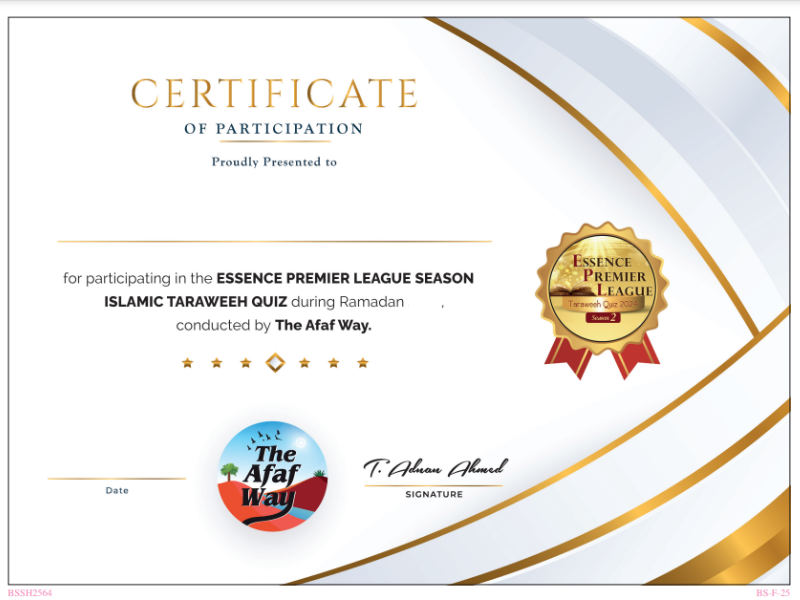 CERTIFICATE
OF PARTICIPATION
Proudly Presented to
for participating in the ESSENCE PREMIER LEAGUE SEASON
ISLAMIC TARAWEEH QUIZ during Ramadan ,
conducted by The Afaf Way.
ESSENCE
PREMIER
LEAGUE
Taraweeh Quiz 2024
Season 2
The
Afaf
Way
Date
T. Adnan Ahmed
SIGNATURE
BSSH2564
BS-F-25